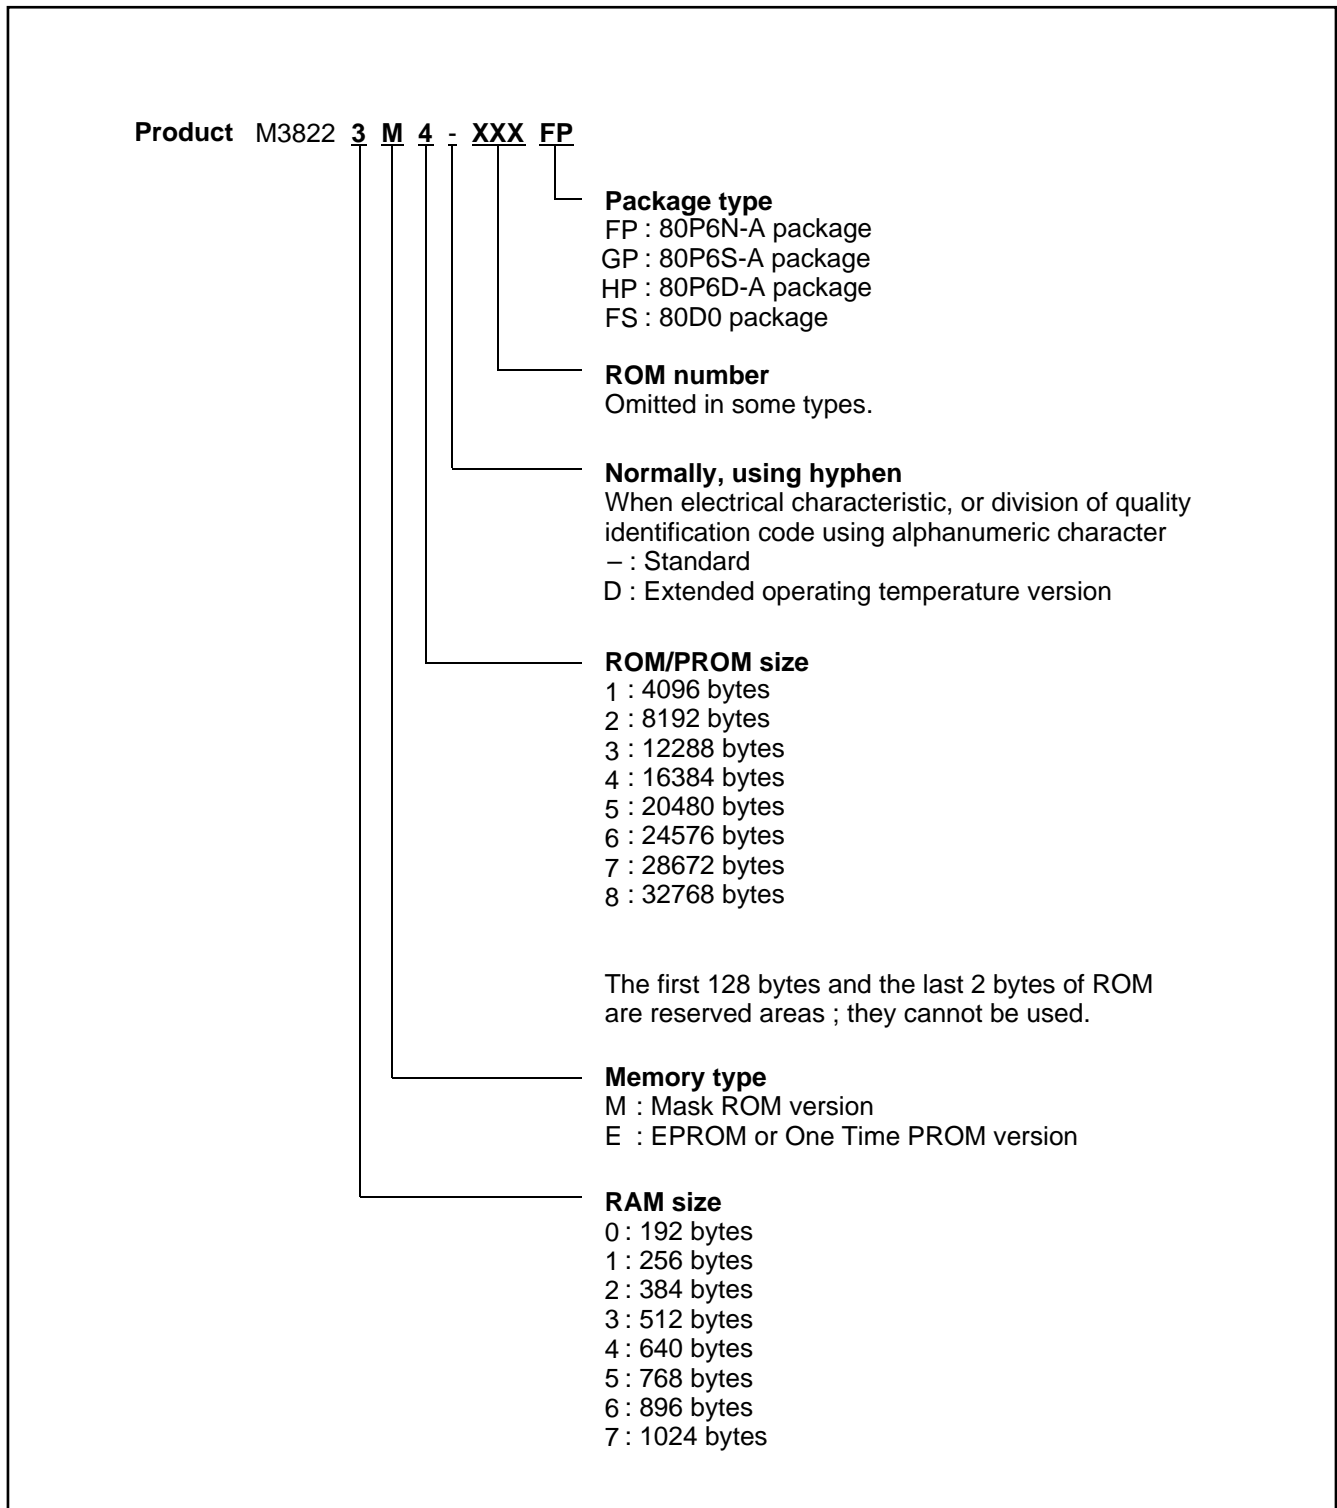 Product M3822 3 M 4 - XXX FP
Package type
FP : 80P6N-A package
GP : 80P6S-A package
HP : 80P6D-A package
FS : 80D0 package
ROM number
Omitted in some types.
Normally, using hyphen
When electrical characteristic, or division of quality
identification code using alphanumeric character
– : Standard
D : Extended operating temperature version
ROM/PROM size
1 : 4096 bytes
2 : 8192 bytes
3 : 12288 bytes
4 : 16384 bytes
5 : 20480 bytes
6 : 24576 bytes
7 : 28672 bytes
8 : 32768 bytes
The first 128 bytes and the last 2 bytes of ROM
are reserved areas ; they cannot be used.
Memory type
M : Mask ROM version
E : EPROM or One Time PROM version
RAM size
0 : 192 bytes
1 : 256 bytes
2 : 384 bytes
3 : 512 bytes
4 : 640 bytes
5 : 768 bytes
6 : 896 bytes
7 : 1024 bytes